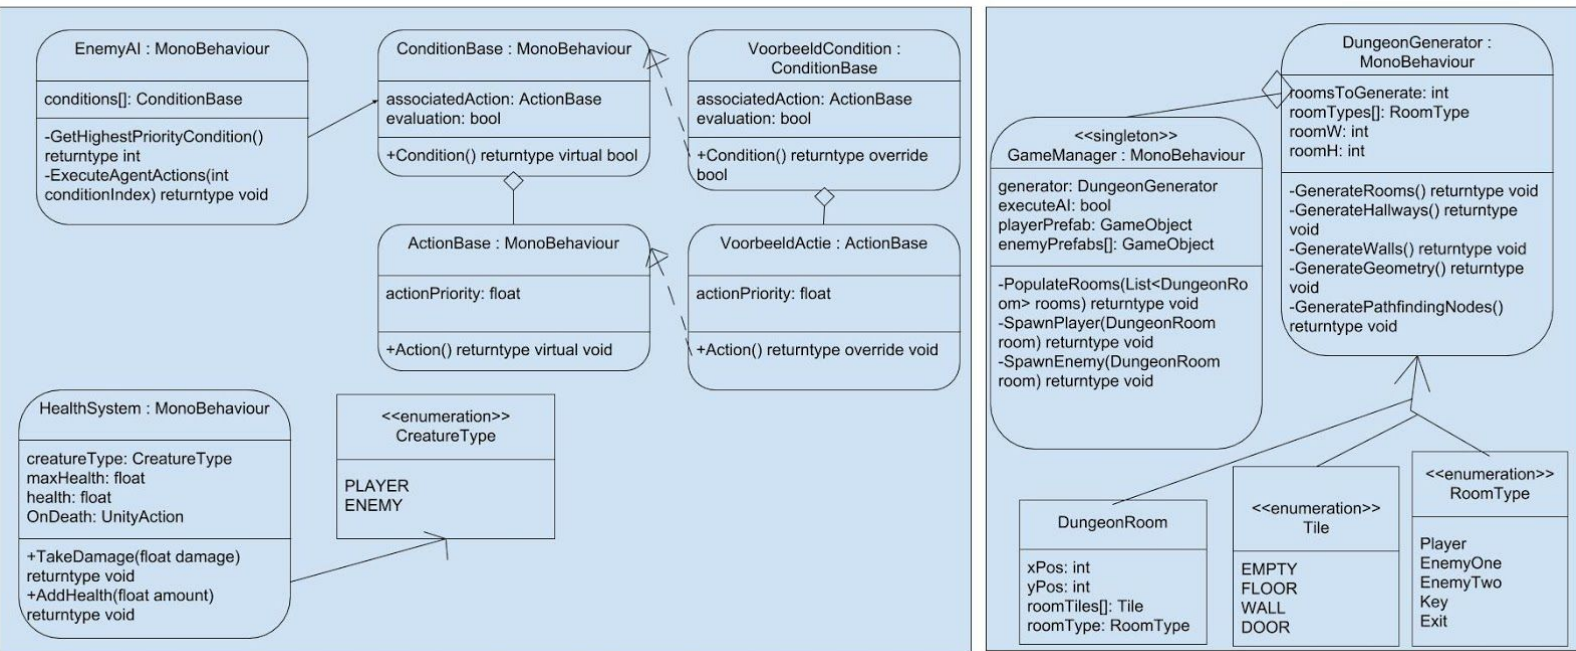 EnemyAI : MonoBehaviour
conditions[]: ConditionBase
-GetHighestPriorityCondition()
returntype int
-ExecuteAgentActions(int
conditionIndex) returntype void
ConditionBase : MonoBehaviour
associatedAction: ActionBase
evaluation: bool
+Condition() returntype virtual bool
VoorbeeldCondition :
ConditionBase
associatedAction: ActionBase
evaluation: bool
+Condition() returntype override
bool
ActionBase : MonoBehaviour
actionPriority: float
+Action() returntype virtual void
VoorbeeldActie : ActionBase
actionPriority: float
+Action() returntype override void
HealthSystem : MonoBehaviour
creatureType: CreatureType
maxHealth: float
health: float
OnDeath: UnityAction
+TakeDamage(float damage)
returntype void
+AddHealth(float amount)
returntype void
<<enumeration>>
CreatureType
PLAYER
ENEMY
<<singleton>>
GameManager : MonoBehaviour
generator: DungeonGenerator
executeAI: bool
playerPrefab: GameObject
enemyPrefabs[]: GameObject
-PopulateRooms(List<DungeonRo
om> rooms) returntype void
-SpawnPlayer(DungeonRoom
room) returntype void
-SpawnEnemy(DungeonRoom
room) returntype void
DungeonGenerator :
MonoBehaviour
roomsToGenerate: int
roomTypes[]: RoomType
roomW: int
roomH: int
-GenerateRooms() returntype void
-GenerateHallways() returntype
void
-GenerateWalls() returntype void
-GenerateGeometry() returntype
void
-GeneratePathfindingNodes()
returntype void
DungeonRoom
xPos: int
yPos: int
roomTiles[]: Tile
roomType: RoomType
<<enumeration>>
Tile
EMPTY
FLOOR
WALL
DOOR
<<enumeration>>
RoomType
Player
EnemyOne
EnemyTwo
Key
Exit